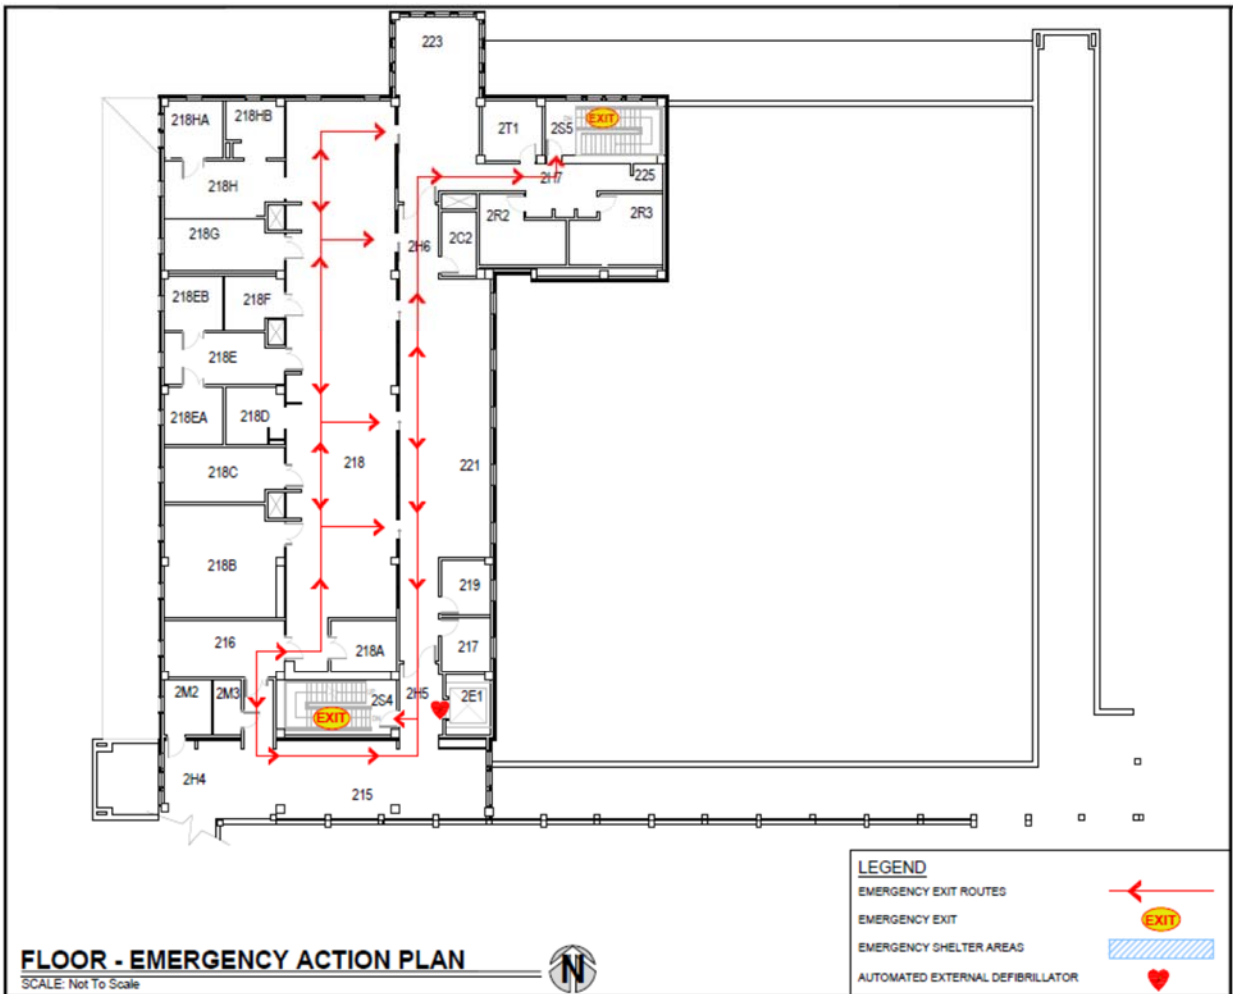 223
218HA
218HB
2T1
2S5
EXIT
218H
2H7
225
2R2
2R3
218G
2H6
2C2
218EB
218F
218E
218EA
218D
218
218C
221
218B
219
216
218A
217
2M2
2M3
2S4
2H5
2E1
EXIT
2H4
215
LEGEND
EMERGENCY EXIT ROUTES
EMERGENCY EXIT
EXIT
EMERGENCY SHELTER AREAS
AUTOMATED EXTERNAL DEFIBRILLATOR
FLOOR - EMERGENCY ACTION PLAN
SCALE: Not To Scale
N